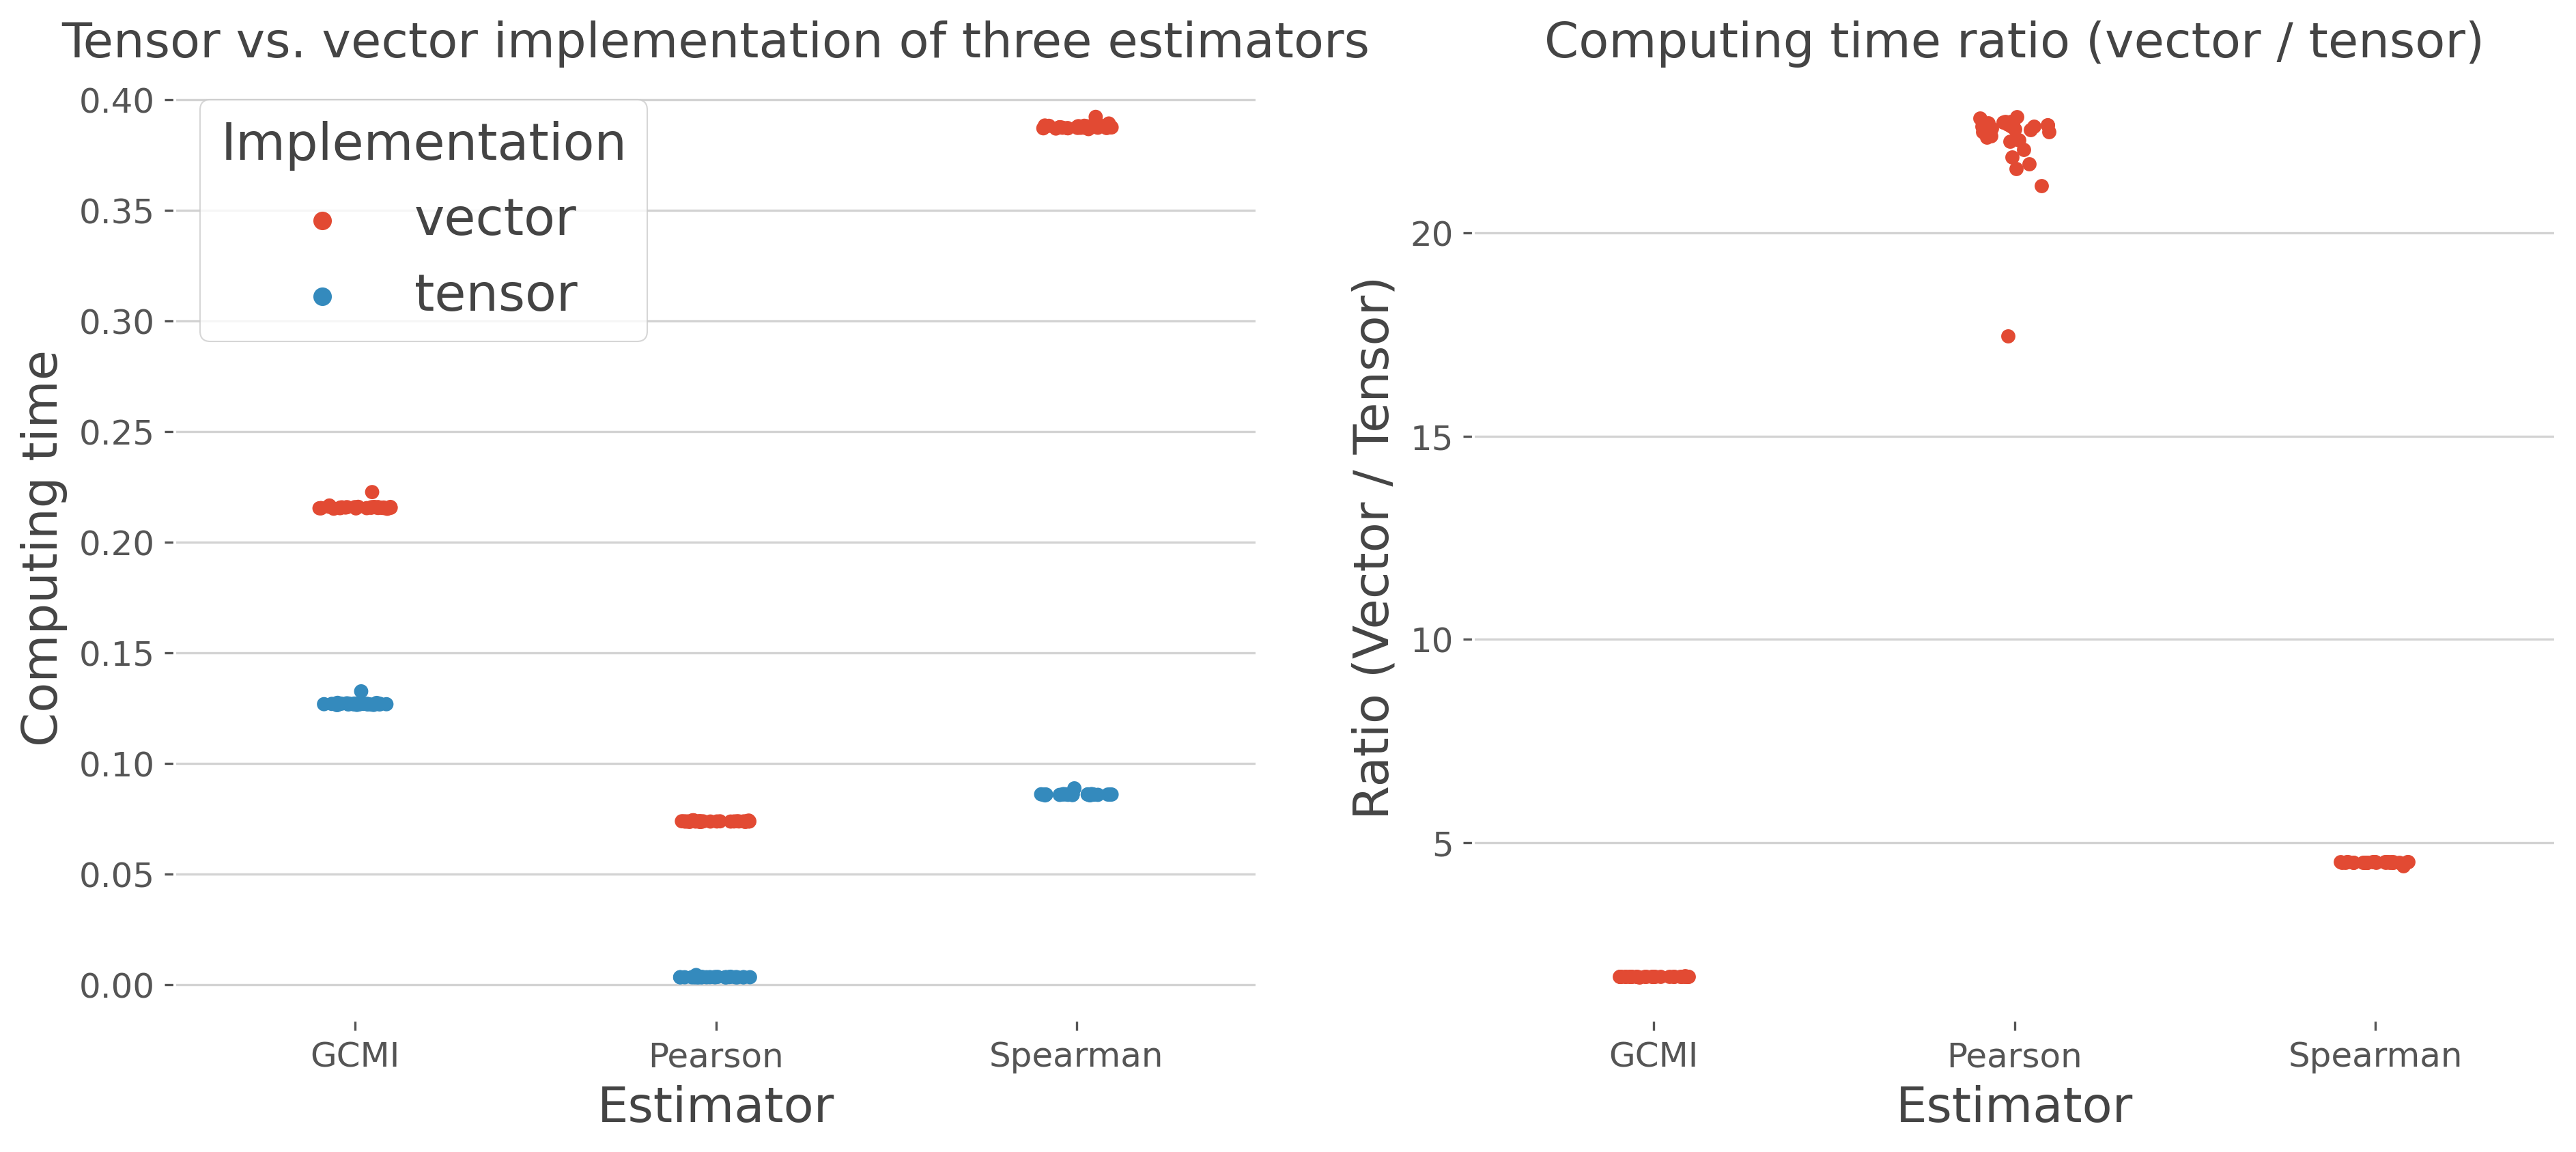 Tensor vs. vector implementation of three estimators
Computing time
0.40
0.35
0.30
0.25
0.20
0.15
0.10
0.05
0.00
Implementation
vector
tensor
GCMI
Pearson
Spearman
Estimator
Computing time ratio (vector / tensor)
Ratio (Vector / Tensor)
20
15
10
5
GCMI
Pearson
Spearman
Estimator